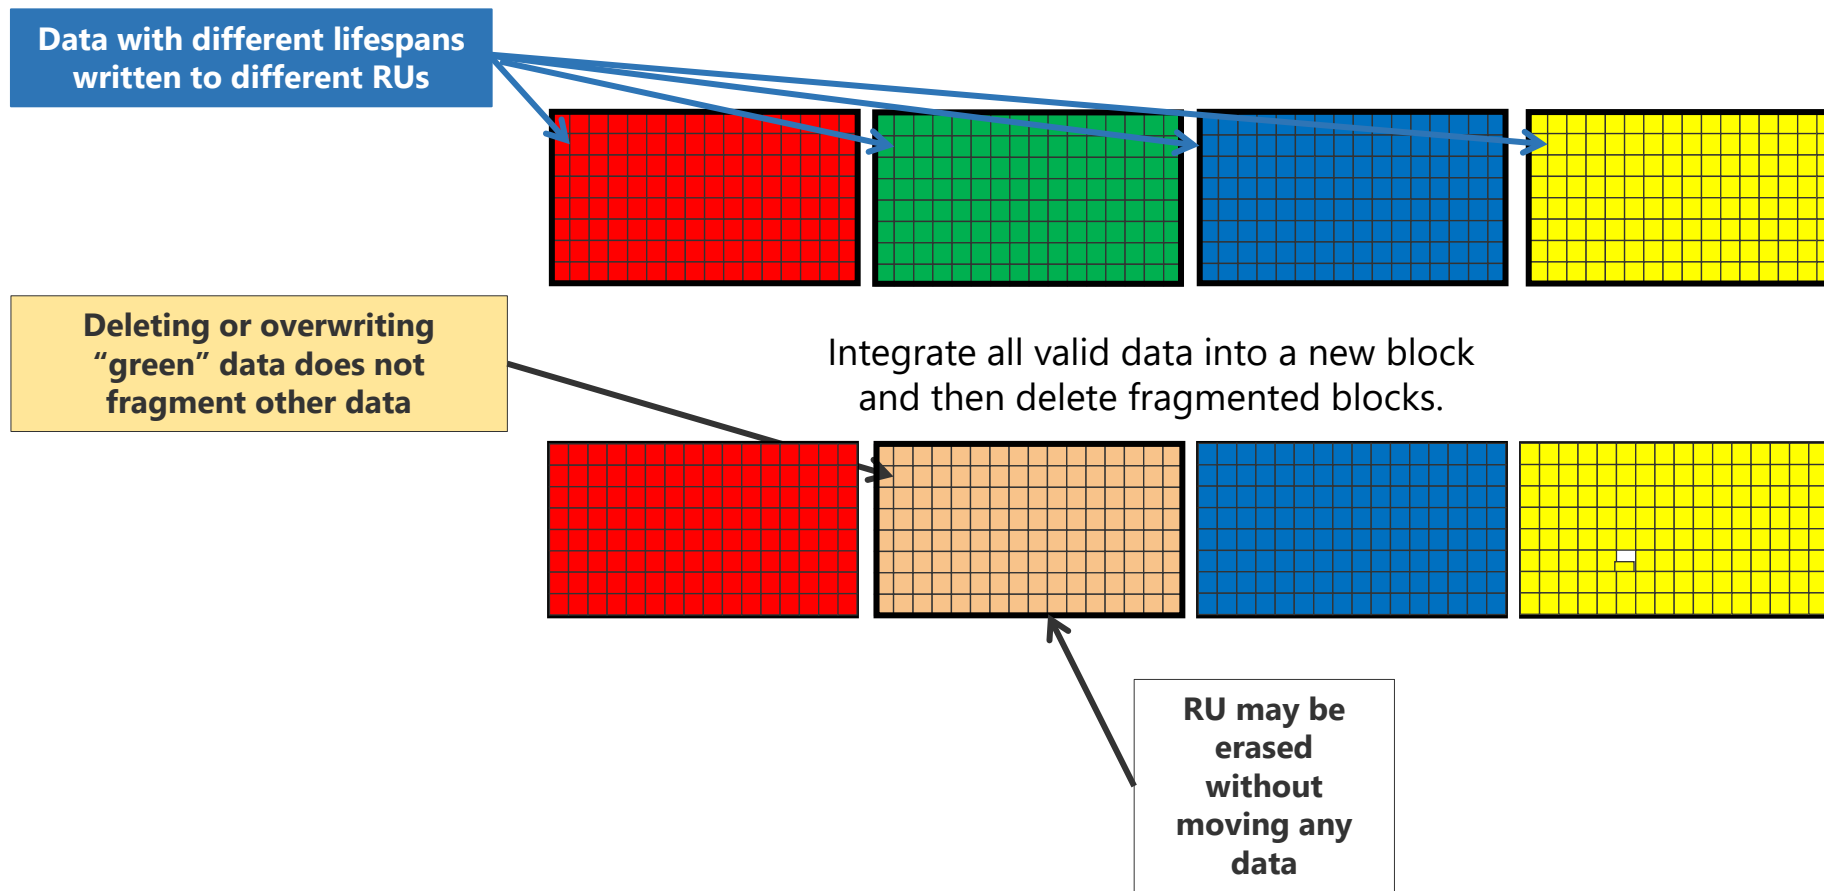 Data with different lifespans
written to different RUs
Deleting or overwriting
“green” data does not
fragment other data
Integrate all valid data into a new block
and then delete fragmented blocks.
RU may be
erased
without
moving any
data